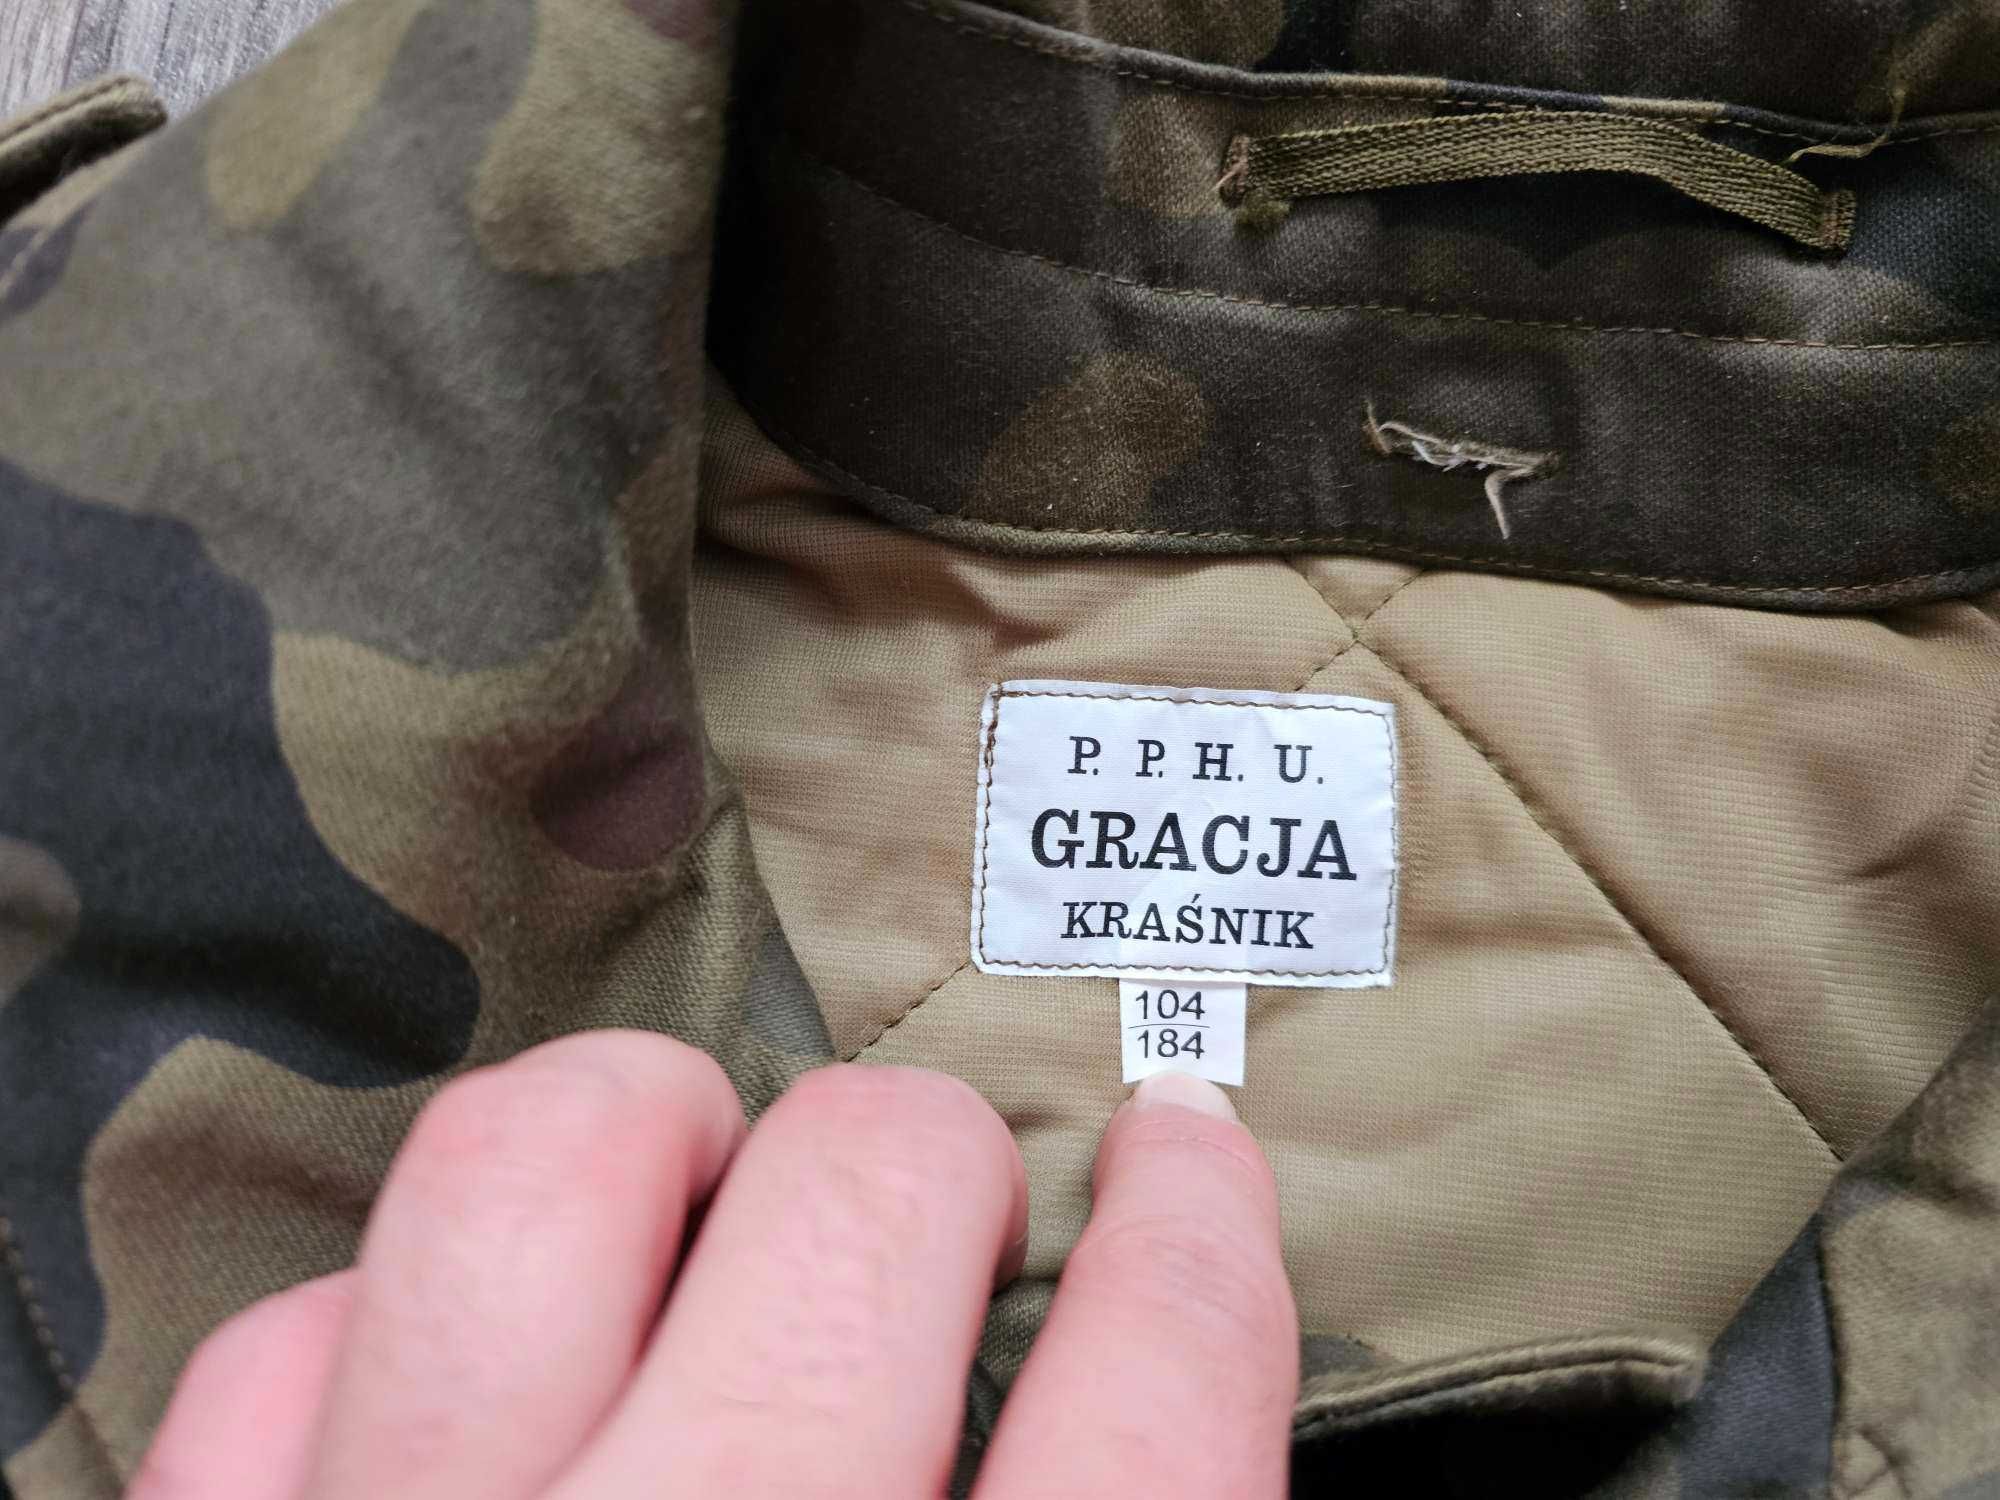 P. P. H. U.
GRACJA
KRAŚNIK
104
184